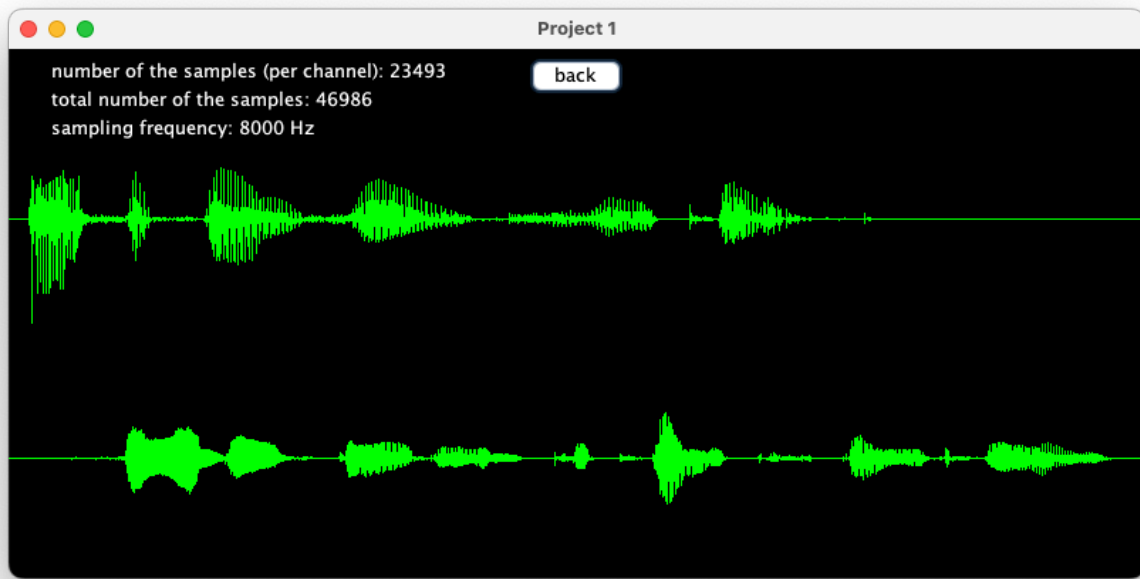 Project 1
number of the samples (per channel): 23493
back
total number of the samples: 46986
sampling frequency: 8000 Hz